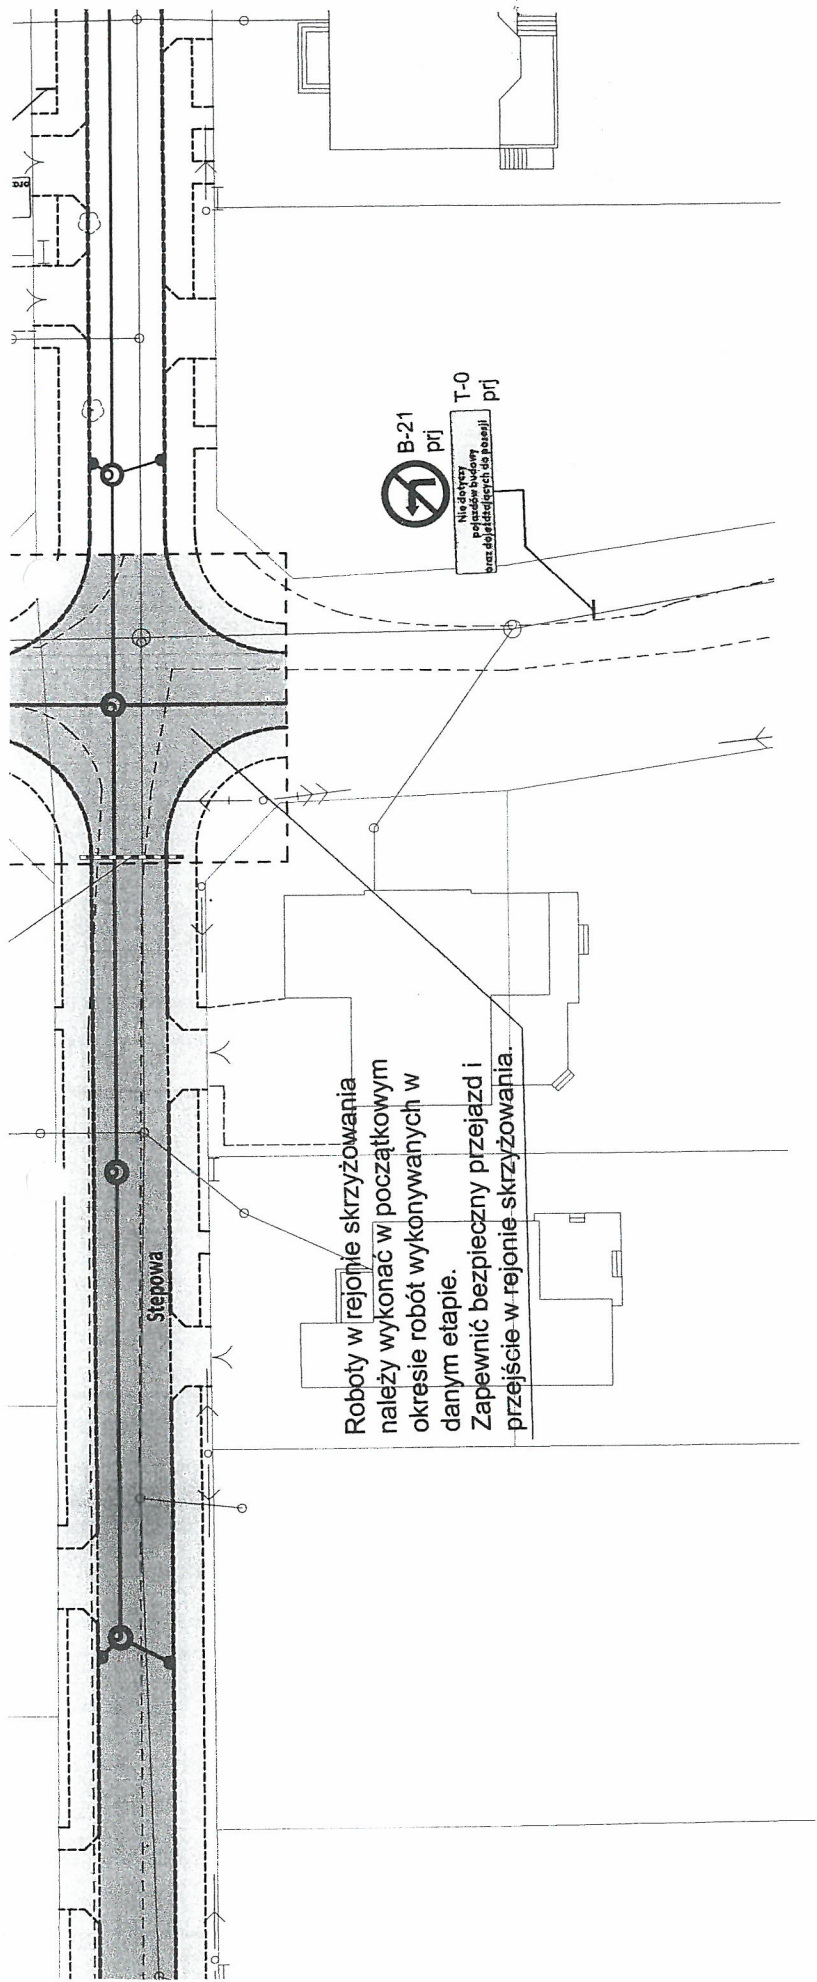 Stepowa
Roboty w rejonie skrzyżowania
należy wykonać w początkowym
okresie robót wykonywanych w
danym etapie.
Zapewnić bezpieczny przejazd i
przejście w rejonie skrzyżowania.
B-21
prj
T-0
prj
Nie dotyczy
pojazdów budowy
oraz dojeżdżających do posesji